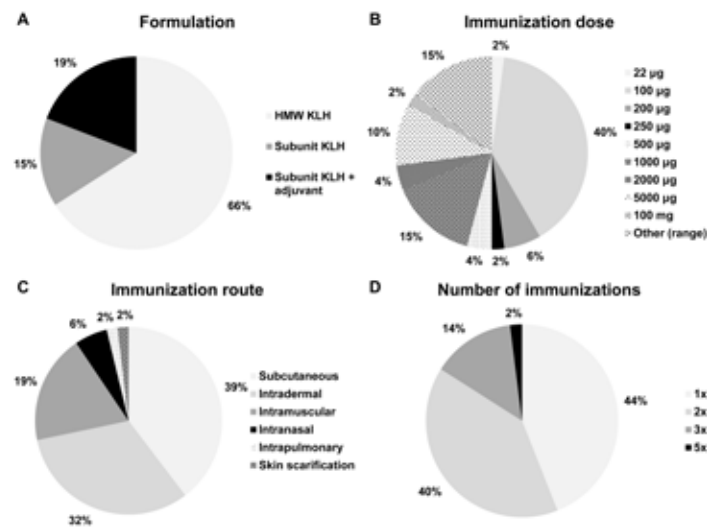 A
Formulation
19%
15%
66%
HMW KLH
Subunit KLH
Subunit KLH +
adjuvant
B
Immunization dose
2%
15%
2%
10%
4%
15%
4%
2%
6%
40%
22 µg
100 µg
200 µg
250 µg
500 µg
1000 µg
2000 µg
5000 µg
100 mg
Other (range)
C
Immunization route
6%
2%
2%
19%
39%
32%
Subcutaneous
Intradermal
Intramuscular
Intranasal
Intrapulmonary
Skin scarification
D
Number of immunizations
2%
14%
44%
40%
1x
2x
3x
5x